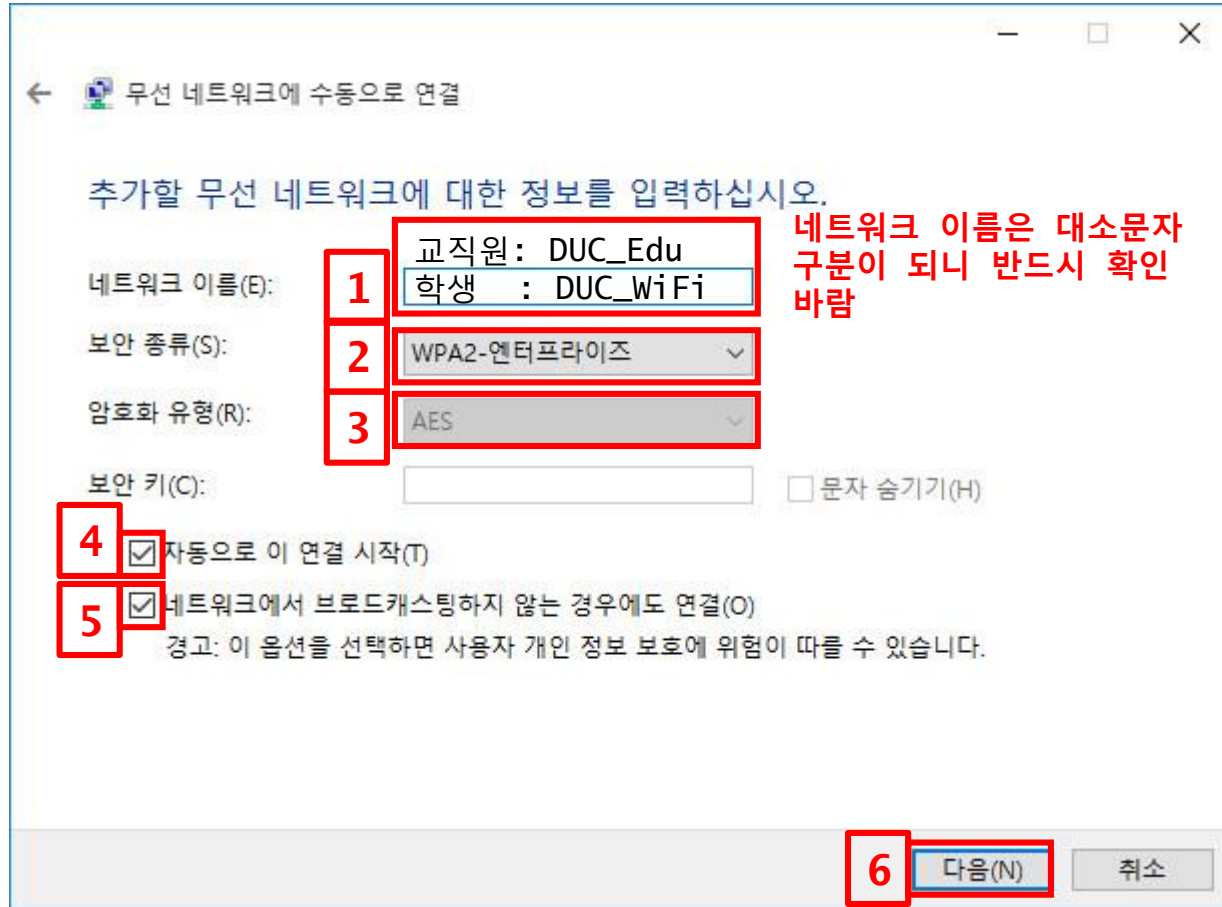 무선 네트워크에 수동으로 연결
추가할 무선 네트워크에 대한 정보를 입력하십시오.
네트워크 이름은 대소문자
구분이 되니 반드시 확인
바람
교직원: DUC_Edu
네트워크 이름(E):
1
학생 : DUC_WiFi
보안 종류(S):
2
WPA2-엔터프라이즈
암호화 유형(R):
3
AES
보안 키(C):
문자 숨기기(H)
4
자동으로 이 연결 시작(T)
5
네트워크에서 브로드캐스팅하지 않는 경우에도 연결(O)
경고: 이 옵션을 선택하면 사용자 개인 정보 보호에 위험이 따를 수 있습니다.
6
다음(N)
취소